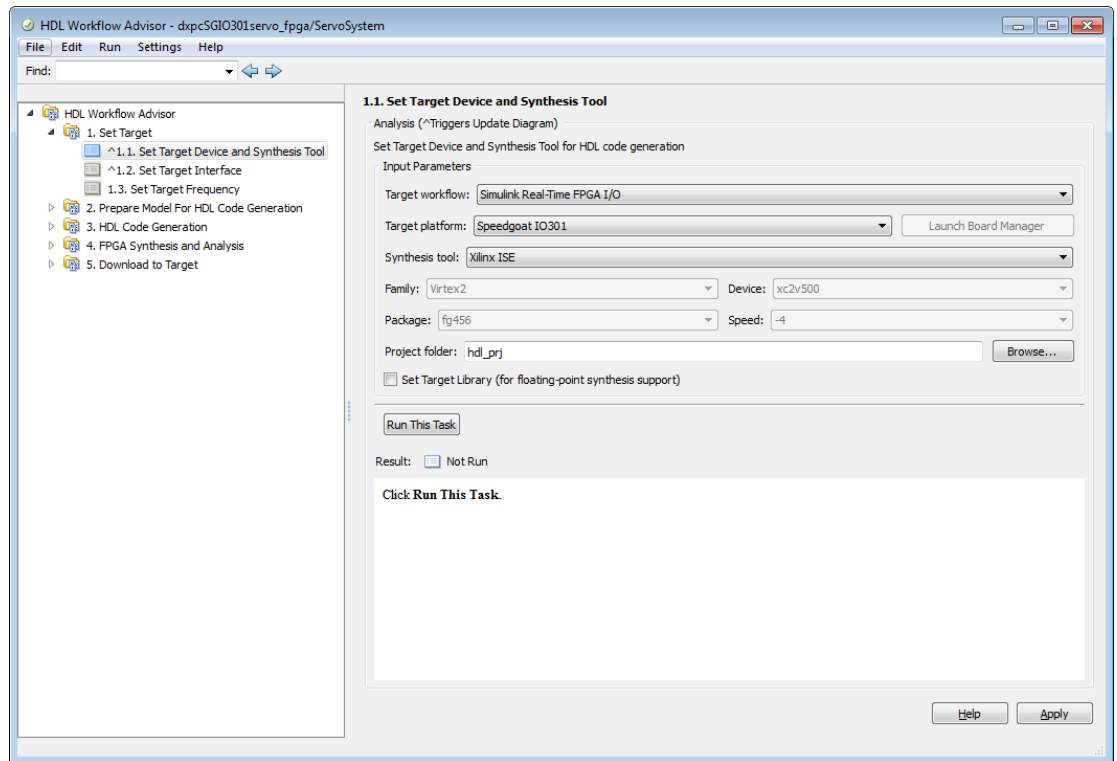 HDL Workflow Advisor - dxpcSGIO301servo_fpga/ServoSystem
File Edit Run Settings Help
Find:
HDL Workflow Advisor
1. Set Target
^1.1. Set Target Device and Synthesis Tool
^1.2. Set Target Interface
1.3. Set Target Frequency
2. Prepare Model For HDL Code Generation
3. HDL Code Generation
4. FPGA Synthesis and Analysis
5. Download to Target
1.1. Set Target Device and Synthesis Tool
Analysis (^Triggers Update Diagram)
Set Target Device and Synthesis Tool for HDL code generation
Input Parameters
Target workflow: Simulink Real-Time FPGA I/O
Target platform: Speedgoat IO301 Launch Board Manager
Synthesis tool: Xilinx ISE
Family: Virtex2 Device: xc2v500
Package: fg456 Speed: -4
Project folder: hdl_prj Browse...
Set Target Library (for floating-point synthesis support)
Run This Task
Result: Not Run
Click Run This Task.
Help Apply